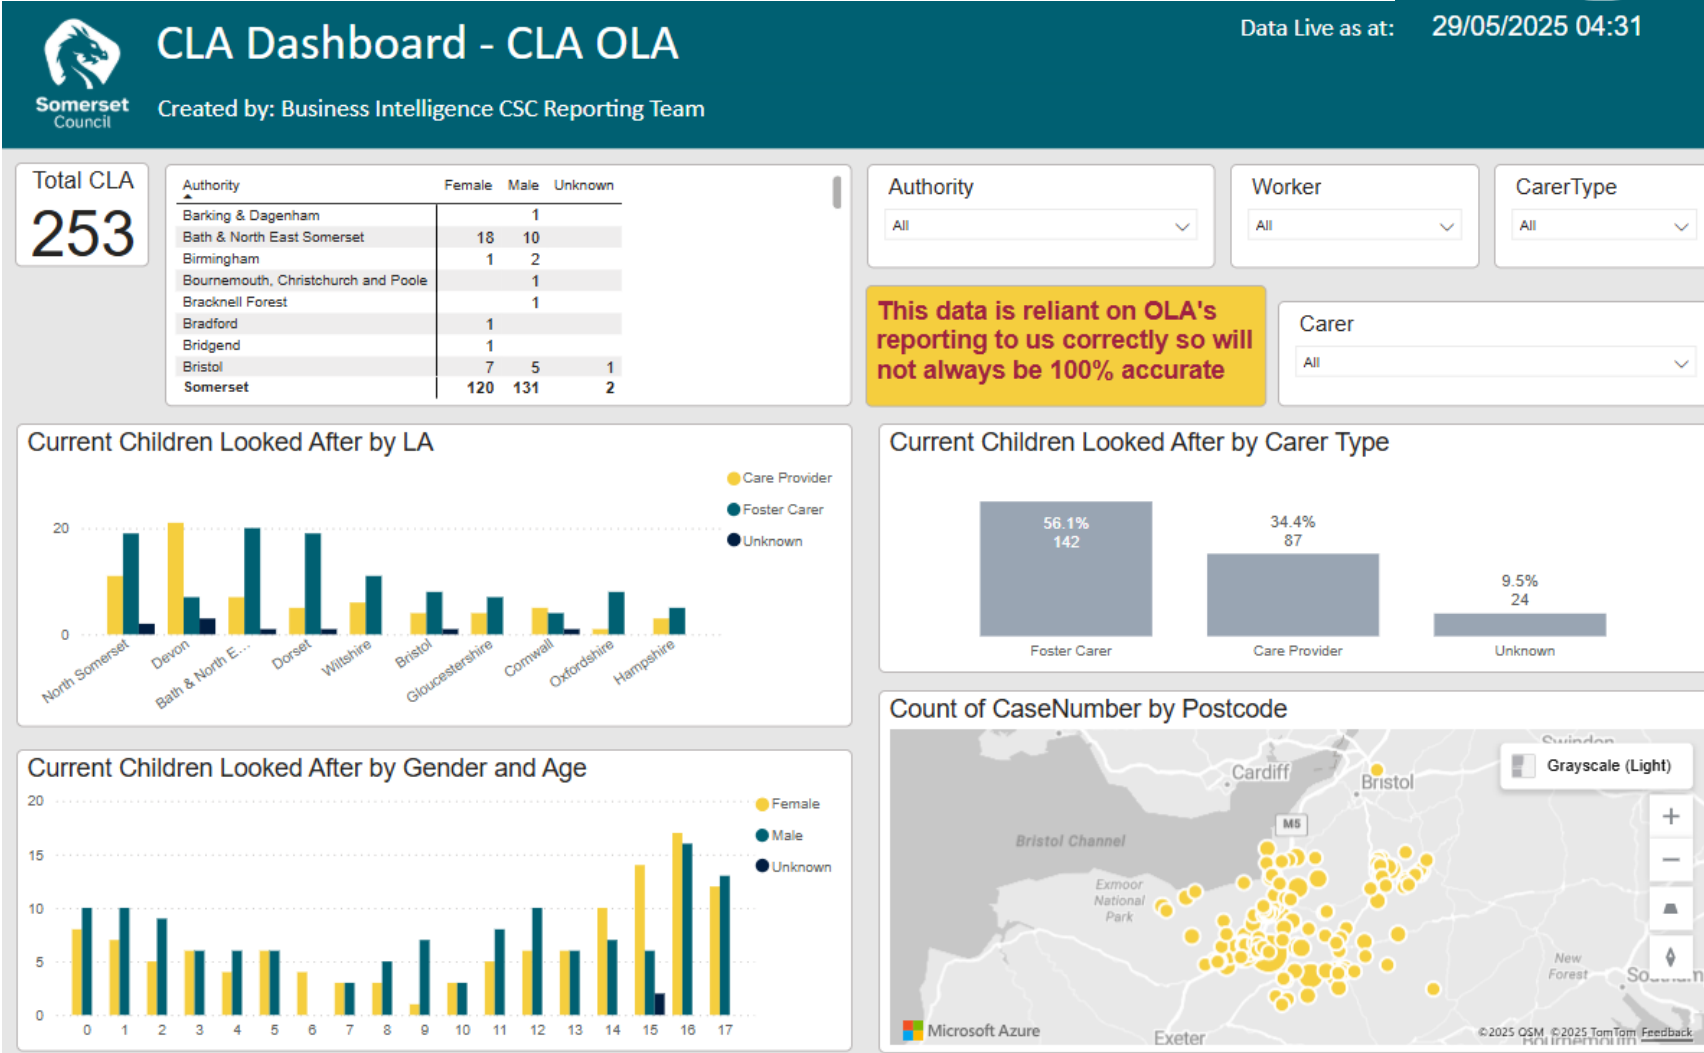 CLA Dashboard - CLA OLA
Data Live as at: 29/05/2025 04:31
Somerset
Council
Created by: Business Intelligence CSC Reporting Team
Total CLA
253
Authority Female Male Unknown
Barking & Dagenham 1
Bath & North East Somerset 18 10
Birmingham 1 2
Bournemouth, Christchurch and Poole 1
Bracknell Forest 1
Bradford 1
Bridgend 1
Bristol 7 5 1
Somerset 120 131 2
Authority
All
Worker
All
CarerType
All
This data is reliant on OLA's
reporting to us correctly so will
not always be 100% accurate
Carer
All
Current Children Looked After by LA
Care Provider
Foster Carer
Unknown
20
0
North Somerset
Devon
Bath & North E...
Dorset
Wiltshire
Bristol
Gloucestershire
Cornwall
Oxfordshire
Hampshire
Current Children Looked After by Carer Type
56.1%
142
34.4%
87
9.5%
24
Foster Carer Care Provider Unknown
Current Children Looked After by Gender and Age
Female
Male
Unknown
20
15
10
5
0
0 1 2 3 4 5 6 7 8 9 10 11 12 13 14 15 16 17
Count of CaseNumber by Postcode
Swindon
Grayscale (Light)
Cardiff
Bristol
M5
Bristol Channel
Exmoor
National
Park
New
Forest
Exeter
Bournemouth
Microsoft Azure
©2025 OSM ©2025 TomTom Feedback